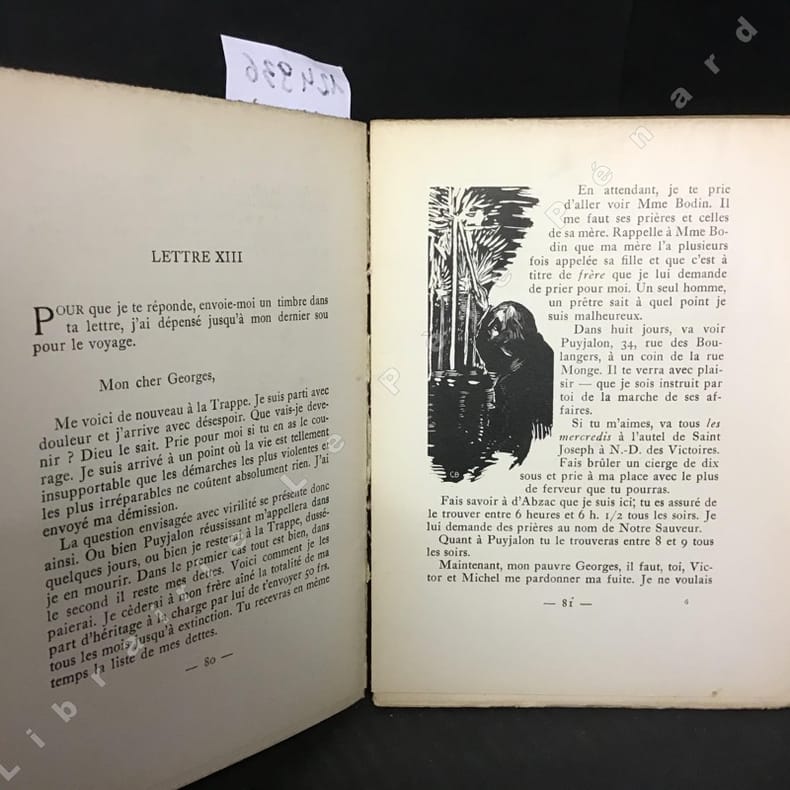 124936
LETTRE XIII
POUR que je te réponde, envoie-moi un timbre dans
ta lettre, j'ai dépensé jusqu'à mon dernier sou
pour le voyage.
Mon cher Georges,
Me voici de nouveau à la Trappe. Je suis parti avec
douleur et j'arrive avec désespoir. Que vais-je deve-
nir ? Dieu le sait. Prie pour moi si tu en as le cou-
rage. Je suis arrivé à un point où la vie est tellement
insupportable que les démarches les plus violentes et
les plus irréparables ne coûtent absolument rien. J'ai
envoyé ma démission.
La question envisagée avec virilité se présente donc
ainsi. Ou bien Puyjalon réussissant m'appellera dans
quelques jours, ou bien je resterai à la Trappe, dussé-
je en mourir. Dans le premier cas tout est bien, dans
le second il reste mes dettes. Voici comment je les
paierai. Je cèderai à mon frère aîné la totalité de ma
part d'héritage à la charge par lui de t'envoyer 50 frs.
tous les mois jusqu'à extinction. Tu recevras en même
temps la liste de mes dettes.
— 80 —
En attendant, je te prie
d'aller voir Mme Bodin. Il
me faut ses prières et celles
de sa mère. Rappelle à Mme Bo-
din que ma mère l'a plusieurs
fois appelée sa fille et que c'est à
titre de frère que je lui demande
de prier pour moi. Un seul homme,
un prêtre sait à quel point je
suis malheureux.
Dans huit jours, va voir
Puyjalon, 34, rue des Bou-
langers, à un coin de la rue
Monge. Il te verra avec plai-
sir — que je sois instruit par
toi de la marche de ses af-
faires.
Si tu m'aimes, va tous les
mercredis à l'autel de Saint
Joseph à N.-D. des Victoires.
Fais brûler un cierge de dix
sous et prie à ma place avec le plus
de ferveur que tu pourras.
Fais savoir à d'Abzac que je suis ici; tu es assuré de
le trouver entre 6 heures et 6 h. 1/2 tous les soirs. Je
lui demande des prières au nom de Notre Sauveur.
Quant à Puyjalon tu le trouveras entre 8 et 9 tous
les soirs.
Maintenant, mon pauvre Georges, il faut, toi, Vic-
tor et Michel me pardonner ma fuite. Je ne voulais
— 81 —
6
CB
Librairie Le Père Pénard